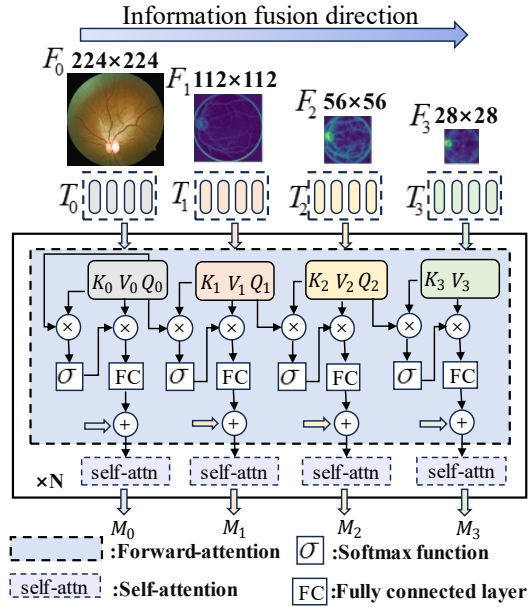 Information fusion direction
F0 224×224
F1 112×112
F2 56×56
F3 28×28
T0
T1
T2
T3
K0 V0 Q0
K1 V1 Q1
K2 V2 Q2
K3 V3
× × × × × × × ×
σ FC σ FC σ FC σ FC
+ + + +
self-attn self-attn self-attn self-attn
×N
M0 M1 M2 M3
:Forward-attention
σ :Softmax function
self-attn :Self-attention
FC :Fully connected layer